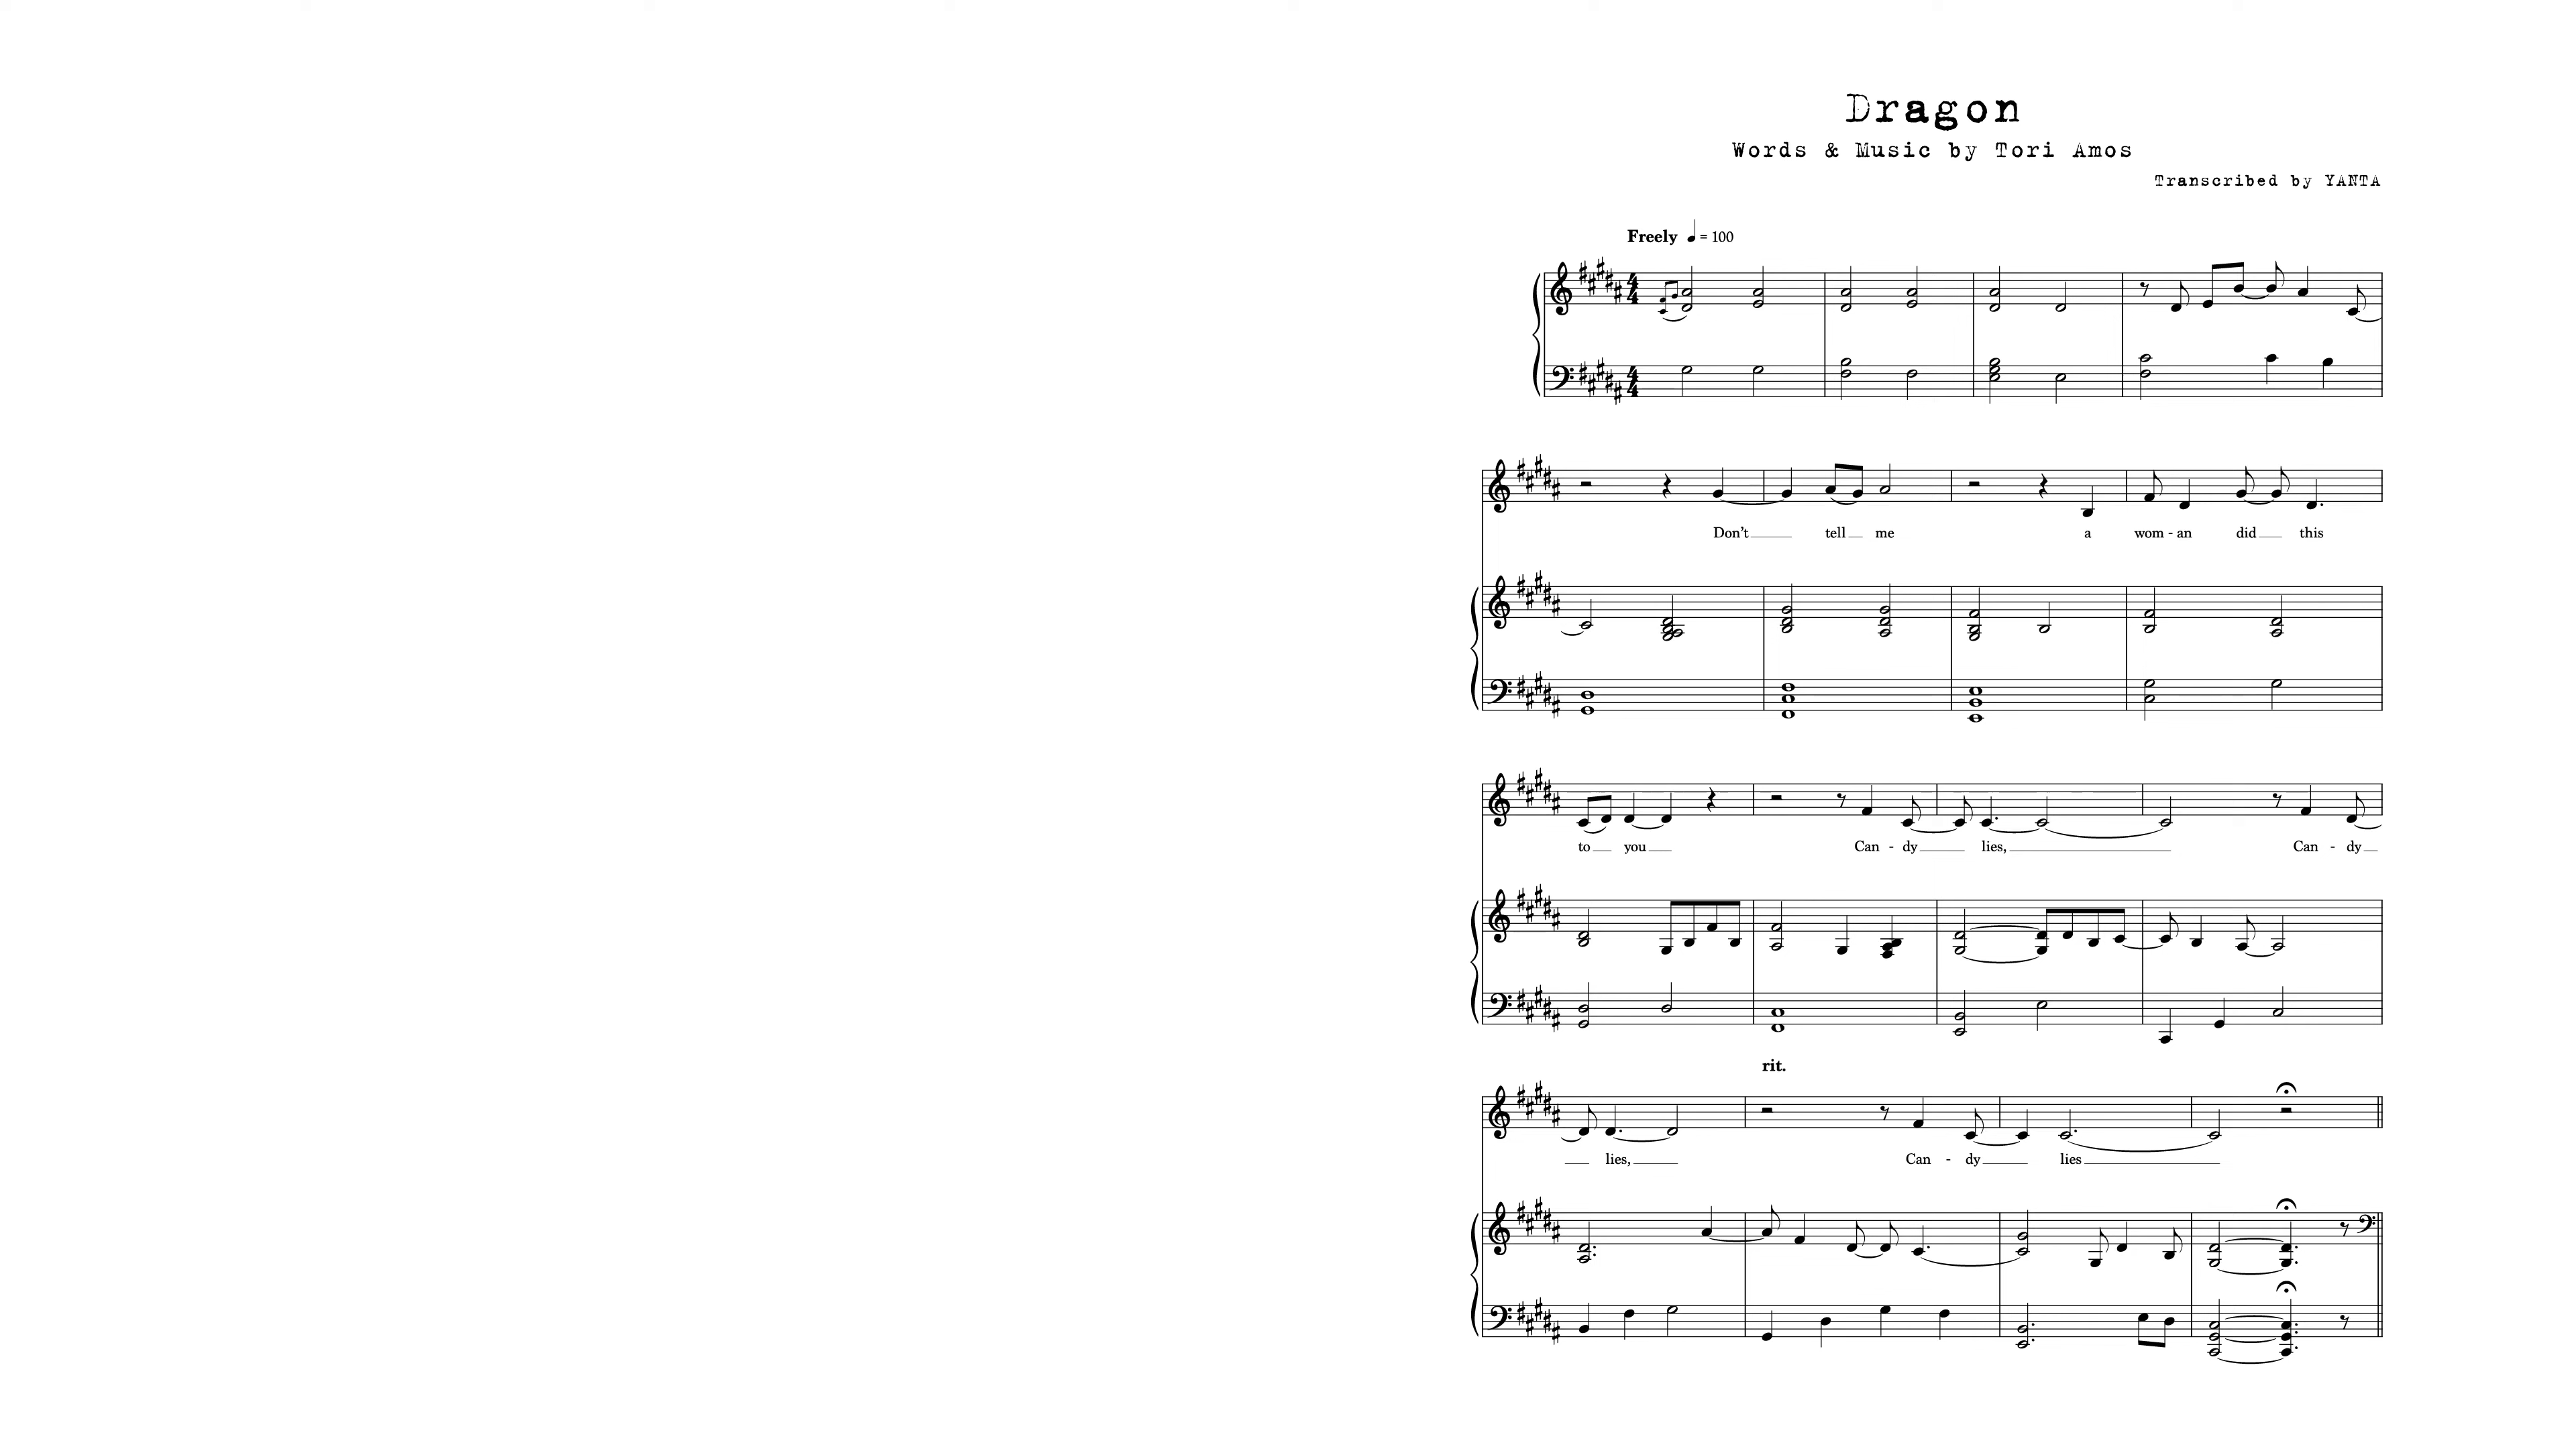 Dragon
Words & Music by Tori Amos
Transcribed by YANTA
Freely ♩ = 100
Don't tell me a wom - an did this
to you Can - dy lies, Can - dy
rit.
lies, Can - dy lies